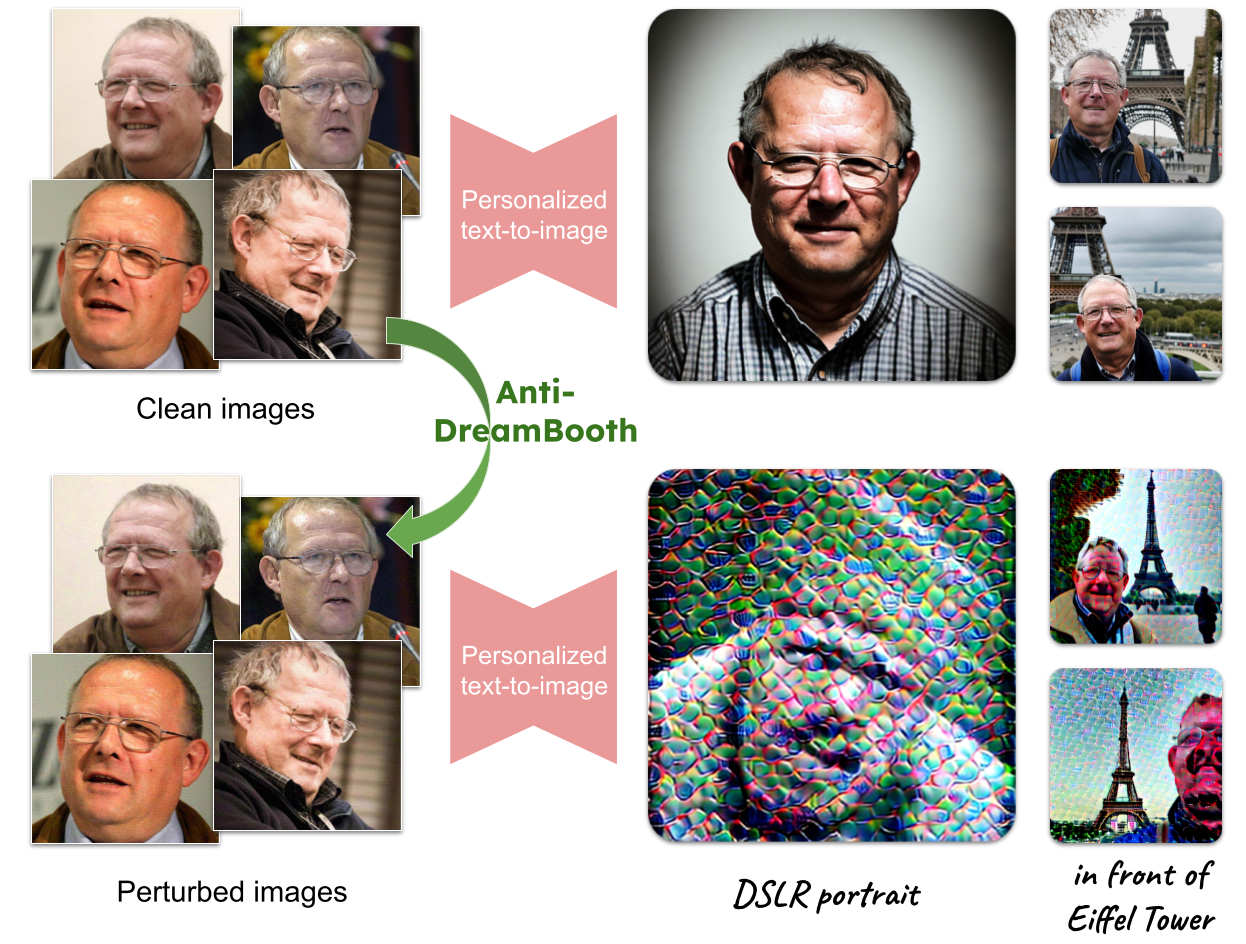 Personalized
text-to-image
Clean images
Anti-
DreamBooth
Personalized
text-to-image
Perturbed images
DSLR portrait
in front of
Eiffel Tower